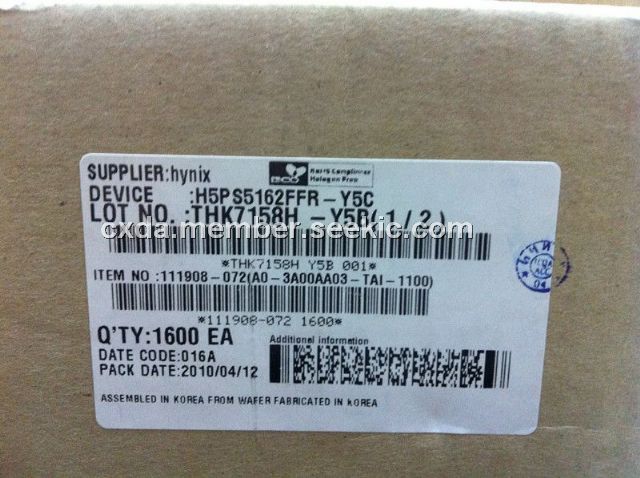 SUPPLIER:hynix
ECO RoHS Compliance
Halogen Free
DEVICE :H5PS5162FFR-Y5C
LOT NO. :THK7158H -Y5B(1/2)
cxda.member.seekic.com
*THK7158H Y5B 001*
ITEM NO :111908-072(A0-3A00AA03-TAI-1100)
*111908-072 1600*
Q'TY:1600 EA
Additional information
DATE CODE:016A
PACK DATE:2010/04/12
ASSEMBLED IN KOREA FROM WAFER FABRICATED IN KOREA